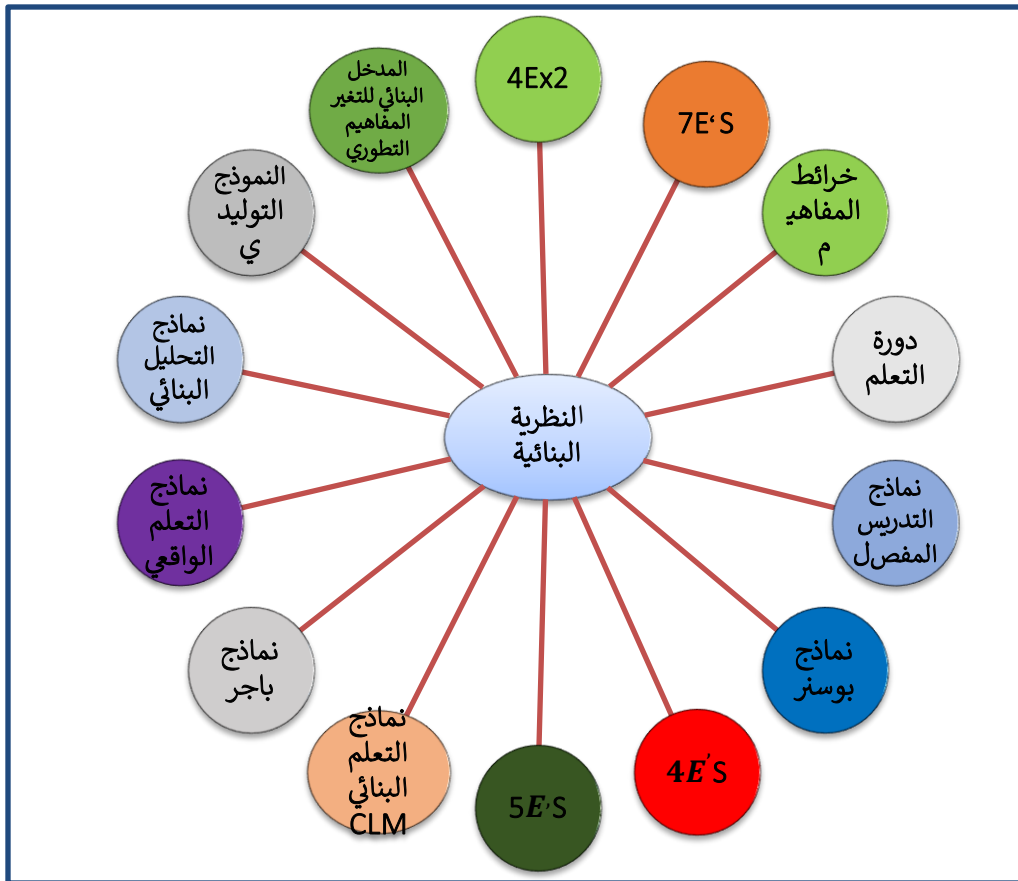 4Ex2
7E‘S
خرائط
المفاهي
م
دورة
التعلم
نماذج
التدريس
المفصل
نماذج
بوسنر
4E'S
5E,S
نماذج
التعلم
البنائي
CLM
نماذج
باجر
نماذج
التعلم
الواقعي
نماذج
التحليل
البنائي
النموذج
التوليد
ي
المدخل
البنائي للتغير
المفاهيم
التطوري
النظرية
البنائية